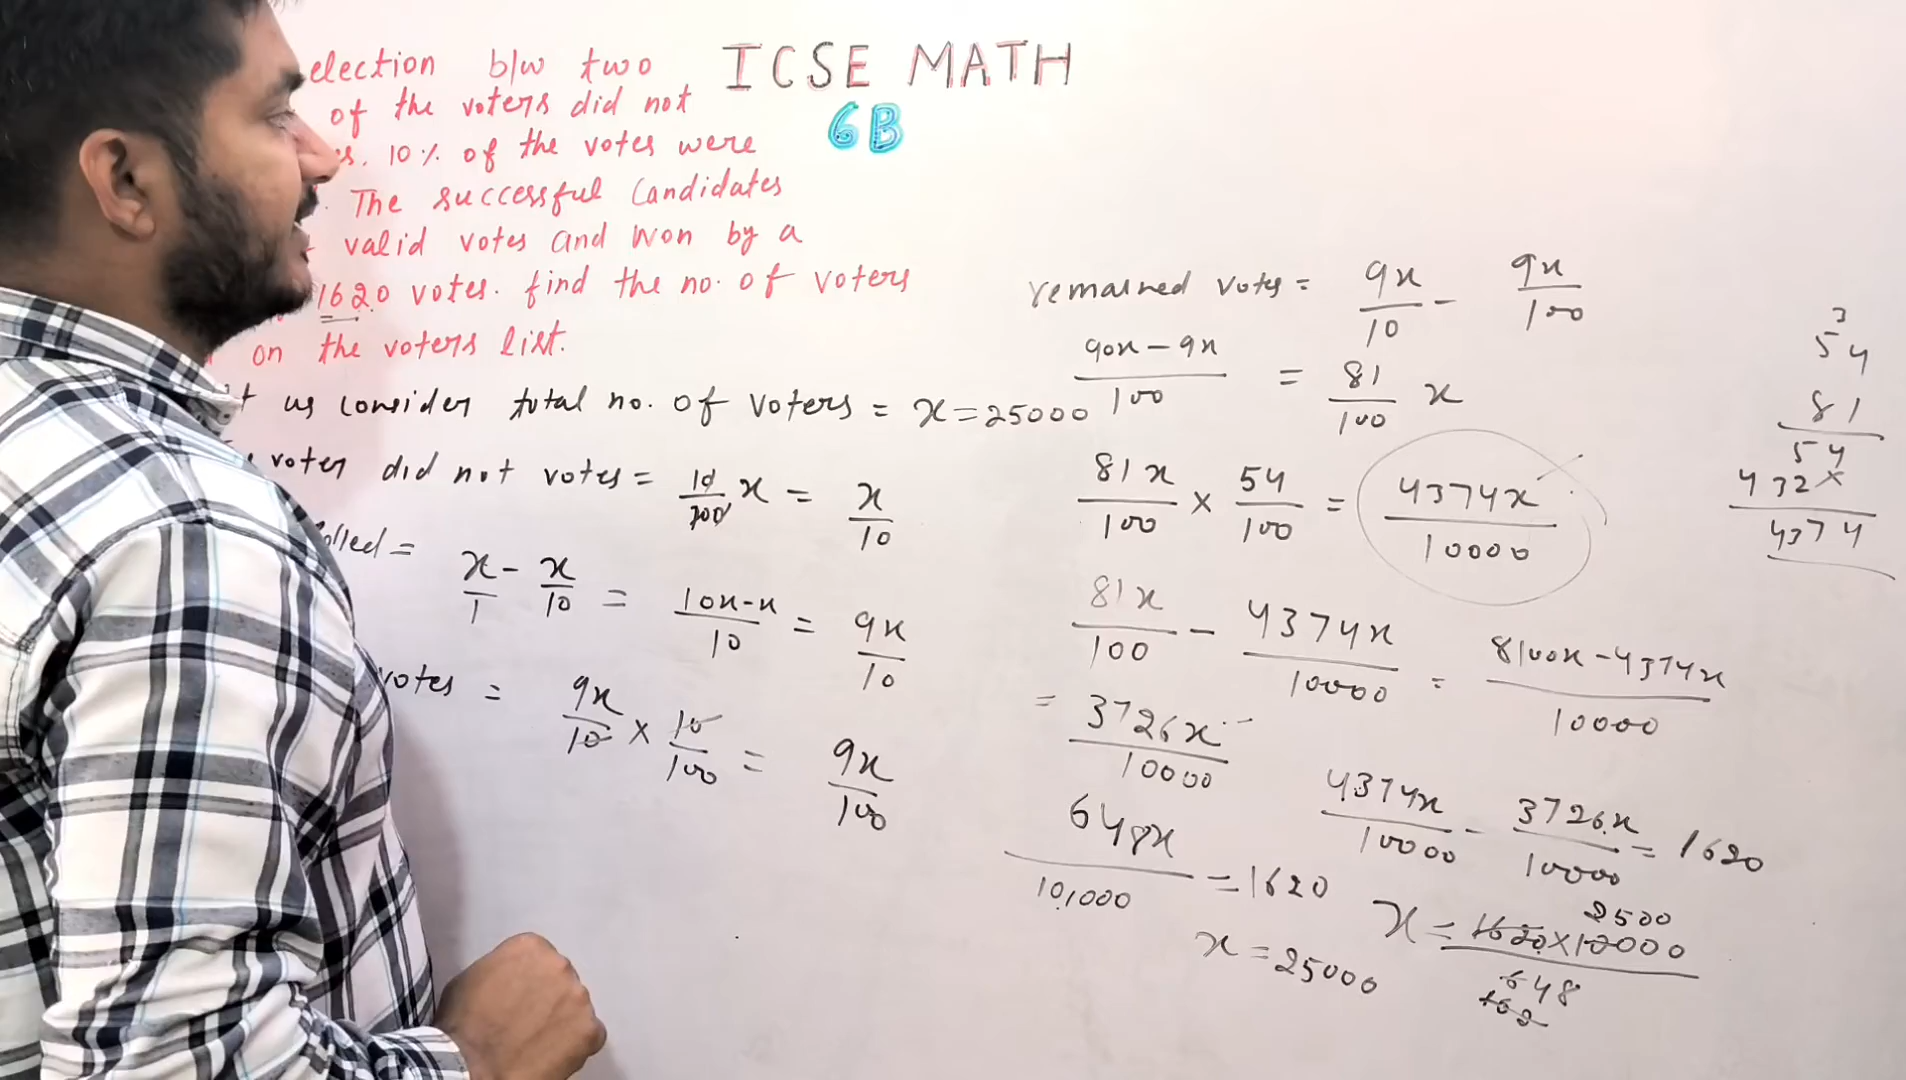 election b/w two
of the voters did not
10% of the votes were
The successful candidates
valid votes and won by a
1620 votes. find the no. of voters
on the voters list.
ICSE MATH
6B
us consider total no. of voters = x = 25000
voter did not votes = 10/100 x = x/10
olled = x/1 - x/10 = 10x-x/10 = 9x/10
votes = 9x/10 × 10/100 = 9x/100
remained votes = 9x/10 - 9x/100
90x-9x/100 = 81/100 x
81x/100 × 54/100 = 4374x/10000
81x/100 - 4374x/10000 = 8100x-4374x/10000
= 3726x/10000
4374x/10000 - 3726x/10000 = 1620
648x/10,000 = 1620
x = 1620×10000/648
2500
162
x = 25000
3
54
81
54
432×
4374